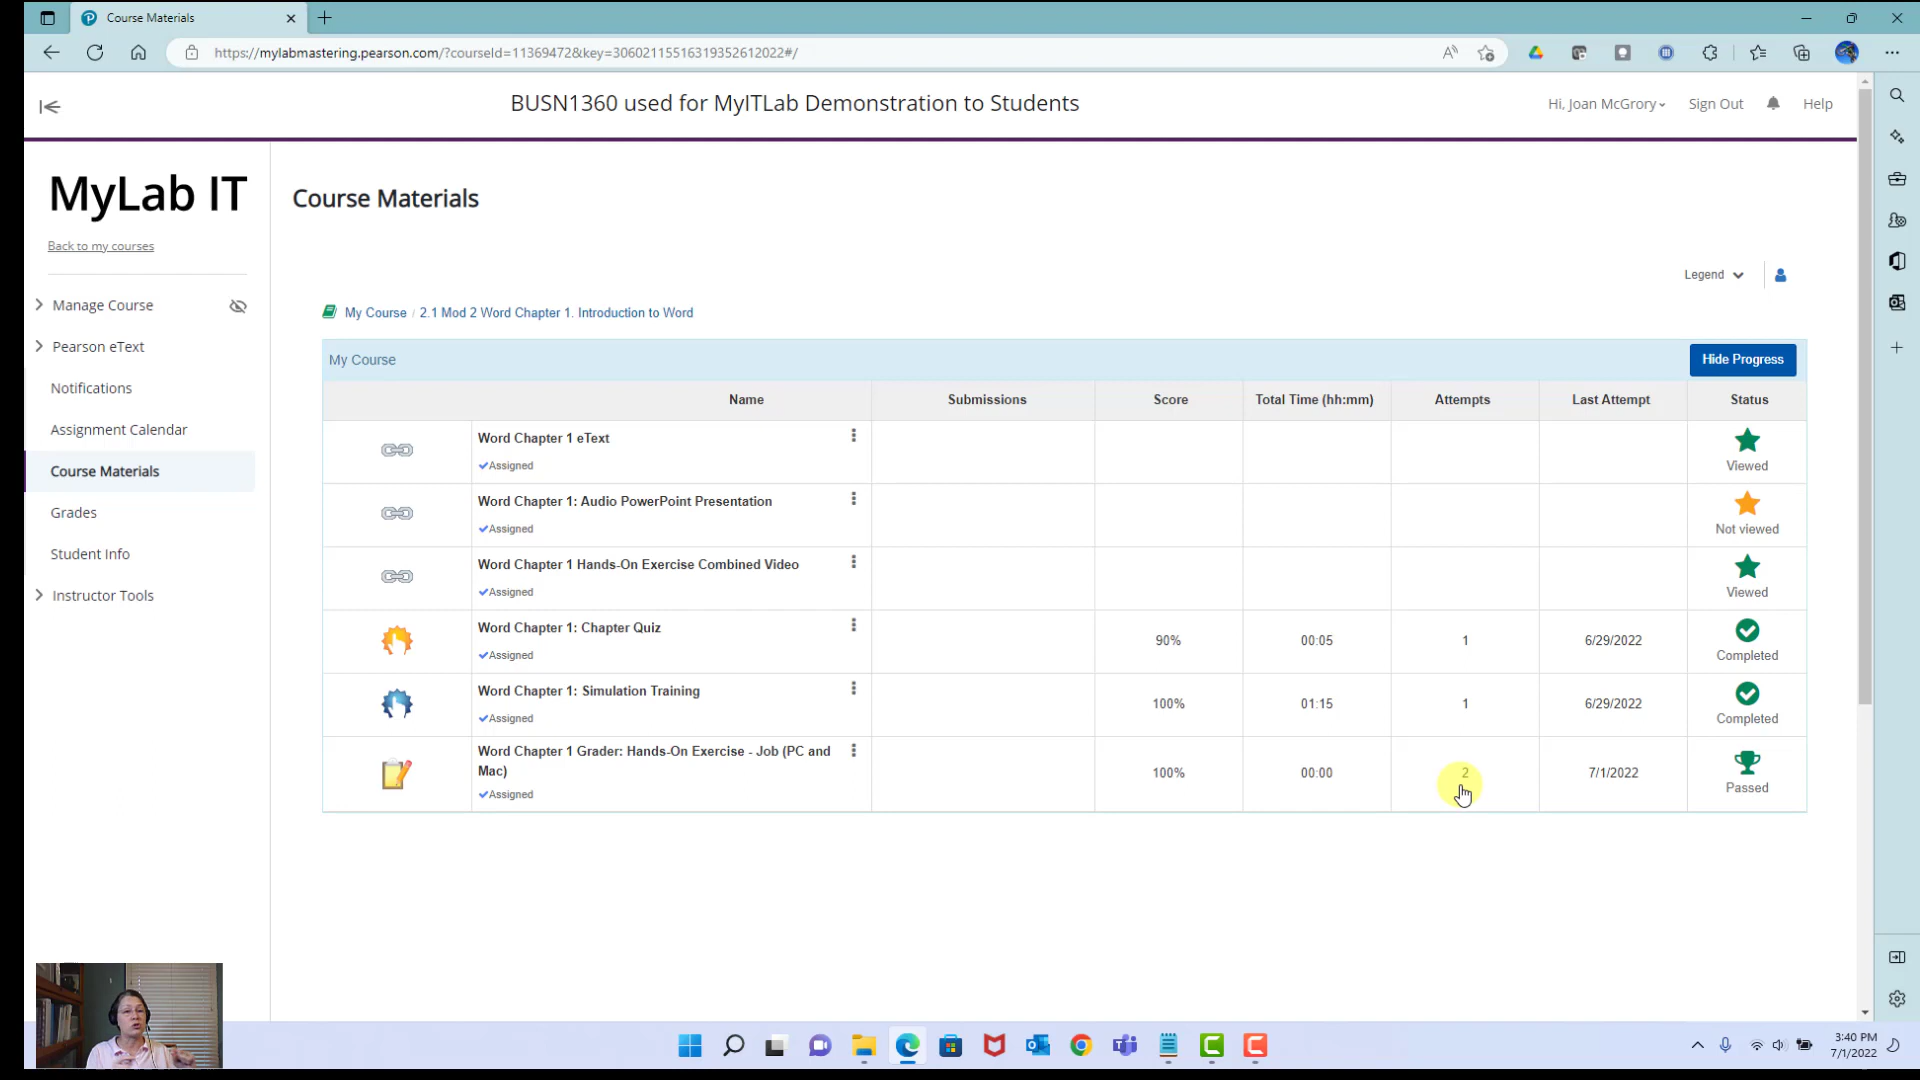 Course Materials
https://mylabmastering.pearson.com/?courseId=11369472&key=30602115516319352612022#/
BUSN1360 used for MyITLab Demonstration to Students
Hi, Joan McGrory
Sign Out
Help
MyLab IT
Back to my courses
Manage Course
Pearson eText
Notifications
Assignment Calendar
Course Materials
Grades
Student Info
Instructor Tools
Course Materials
Legend
My Course / 2.1 Mod 2 Word Chapter 1. Introduction to Word
My Course
Hide Progress
Name Submissions Score Total Time (hh:mm) Attempts Last Attempt Status
Word Chapter 1 eText
Assigned
Viewed
Word Chapter 1: Audio PowerPoint Presentation
Assigned
Not viewed
Word Chapter 1 Hands-On Exercise Combined Video
Assigned
Viewed
Word Chapter 1: Chapter Quiz
Assigned
90% 00:05 1 6/29/2022
Completed
Word Chapter 1: Simulation Training
Assigned
100% 01:15 1 6/29/2022
Completed
Word Chapter 1 Grader: Hands-On Exercise - Job (PC and
Mac)
Assigned
100% 00:00 2 7/1/2022
Passed
3:40 PM
7/1/2022